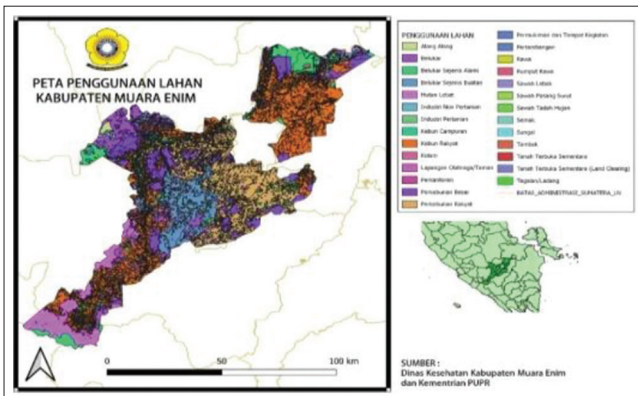 PETA PENGGUNAAN LAHAN
KABUPATEN MUARA ENIM
0 50 100 km
PENGGUNAAN LAHAN
Alang Alang
Belukar
Belukar Sejenis Alami
Belukar Sejenis Buatan
Hutan Lebat
Industri Non Pertanian
Industri Pertanian
Kebun Campuran
Kebun Rakyat
Kolam
Lapangan Olahraga/Taman
Perkebunan Besar
Perkebunan Rakyat
Permukiman dan Tempat Kegiatan
Pertambangan
Rawa
Rumput Rawa
Sawah Lebak
Sawah Pasang Surut
Sawah Tadah Hujan
Semak
Sungai
Tambak
Tanah Terbuka Sementara
Tanah Terbuka Sementara (Land Clearing)
Tegalan/Ladang
SUMBER :
Dinas Kesehatan Kabupaten Muara Enim
dan Kementrian PUPR